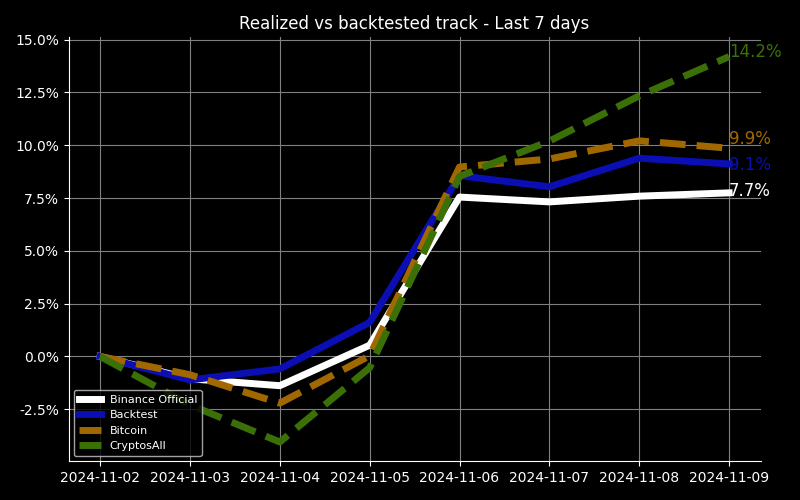 Realized vs backtested track - Last 7 days
15.0%
12.5%
10.0%
7.5%
5.0%
2.5%
0.0%
-2.5%
14.2%
9.9%
9.1%
7.7%
Binance Official
Backtest
Bitcoin
CryptosAll
2024-11-02 2024-11-03 2024-11-04 2024-11-05 2024-11-06 2024-11-07 2024-11-08 2024-11-09